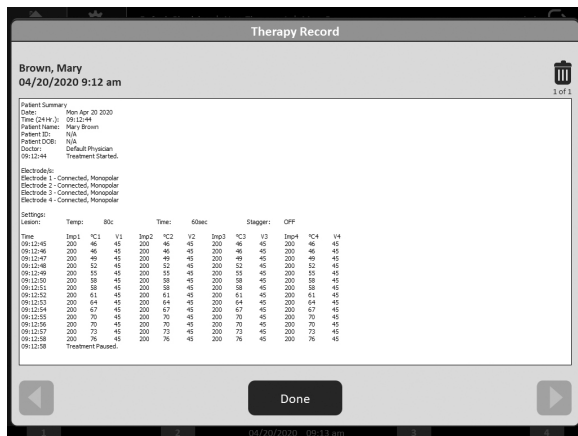 Therapy Record
Brown, Mary
04/20/2020 9:12 am
1 of 1
Patient Summary
Date: Mon Apr 20 2020
Time (24 Hr.): 09:12:44
Patient Name: Mary Brown
Patient ID: N/A
Patient DOB: N/A
Doctor: Default Physician
09:12:44 Treatment Started.
Electrode/s:
Electrode 1 - Connected, Monopolar
Electrode 2 - Connected, Monopolar
Electrode 3 - Connected, Monopolar
Electrode 4 - Connected, Monopolar
Settings:
Lesion: Temp: 80c Time: 60sec Stagger: OFF
Time Imp1 °C1 V1 Imp2 °C2 V2 Imp3 °C3 V3 Imp4 °C4 V4
09:12:45 200 46 45 200 46 45 200 46 45 200 46 45
09:12:46 200 46 45 200 46 45 200 46 45 200 46 45
09:12:47 200 49 45 200 49 45 200 49 45 200 49 45
09:12:48 200 52 45 200 52 45 200 52 45 200 52 45
09:12:49 200 55 45 200 55 45 200 55 45 200 55 45
09:12:50 200 58 45 200 58 45 200 58 45 200 58 45
09:12:51 200 58 45 200 58 45 200 58 45 200 58 45
09:12:52 200 61 45 200 61 45 200 61 45 200 61 45
09:12:53 200 64 45 200 64 45 200 64 45 200 64 45
09:12:54 200 67 45 200 67 45 200 67 45 200 67 45
09:12:55 200 70 45 200 70 45 200 70 45 200 70 45
09:12:56 200 70 45 200 70 45 200 70 45 200 70 45
09:12:57 200 73 45 200 73 45 200 73 45 200 73 45
09:12:58 200 76 45 200 76 45 200 76 45 200 76 45
09:12:58 Treatment Paused.
Done
1 2 04/20/2020 09:13 am 3 4